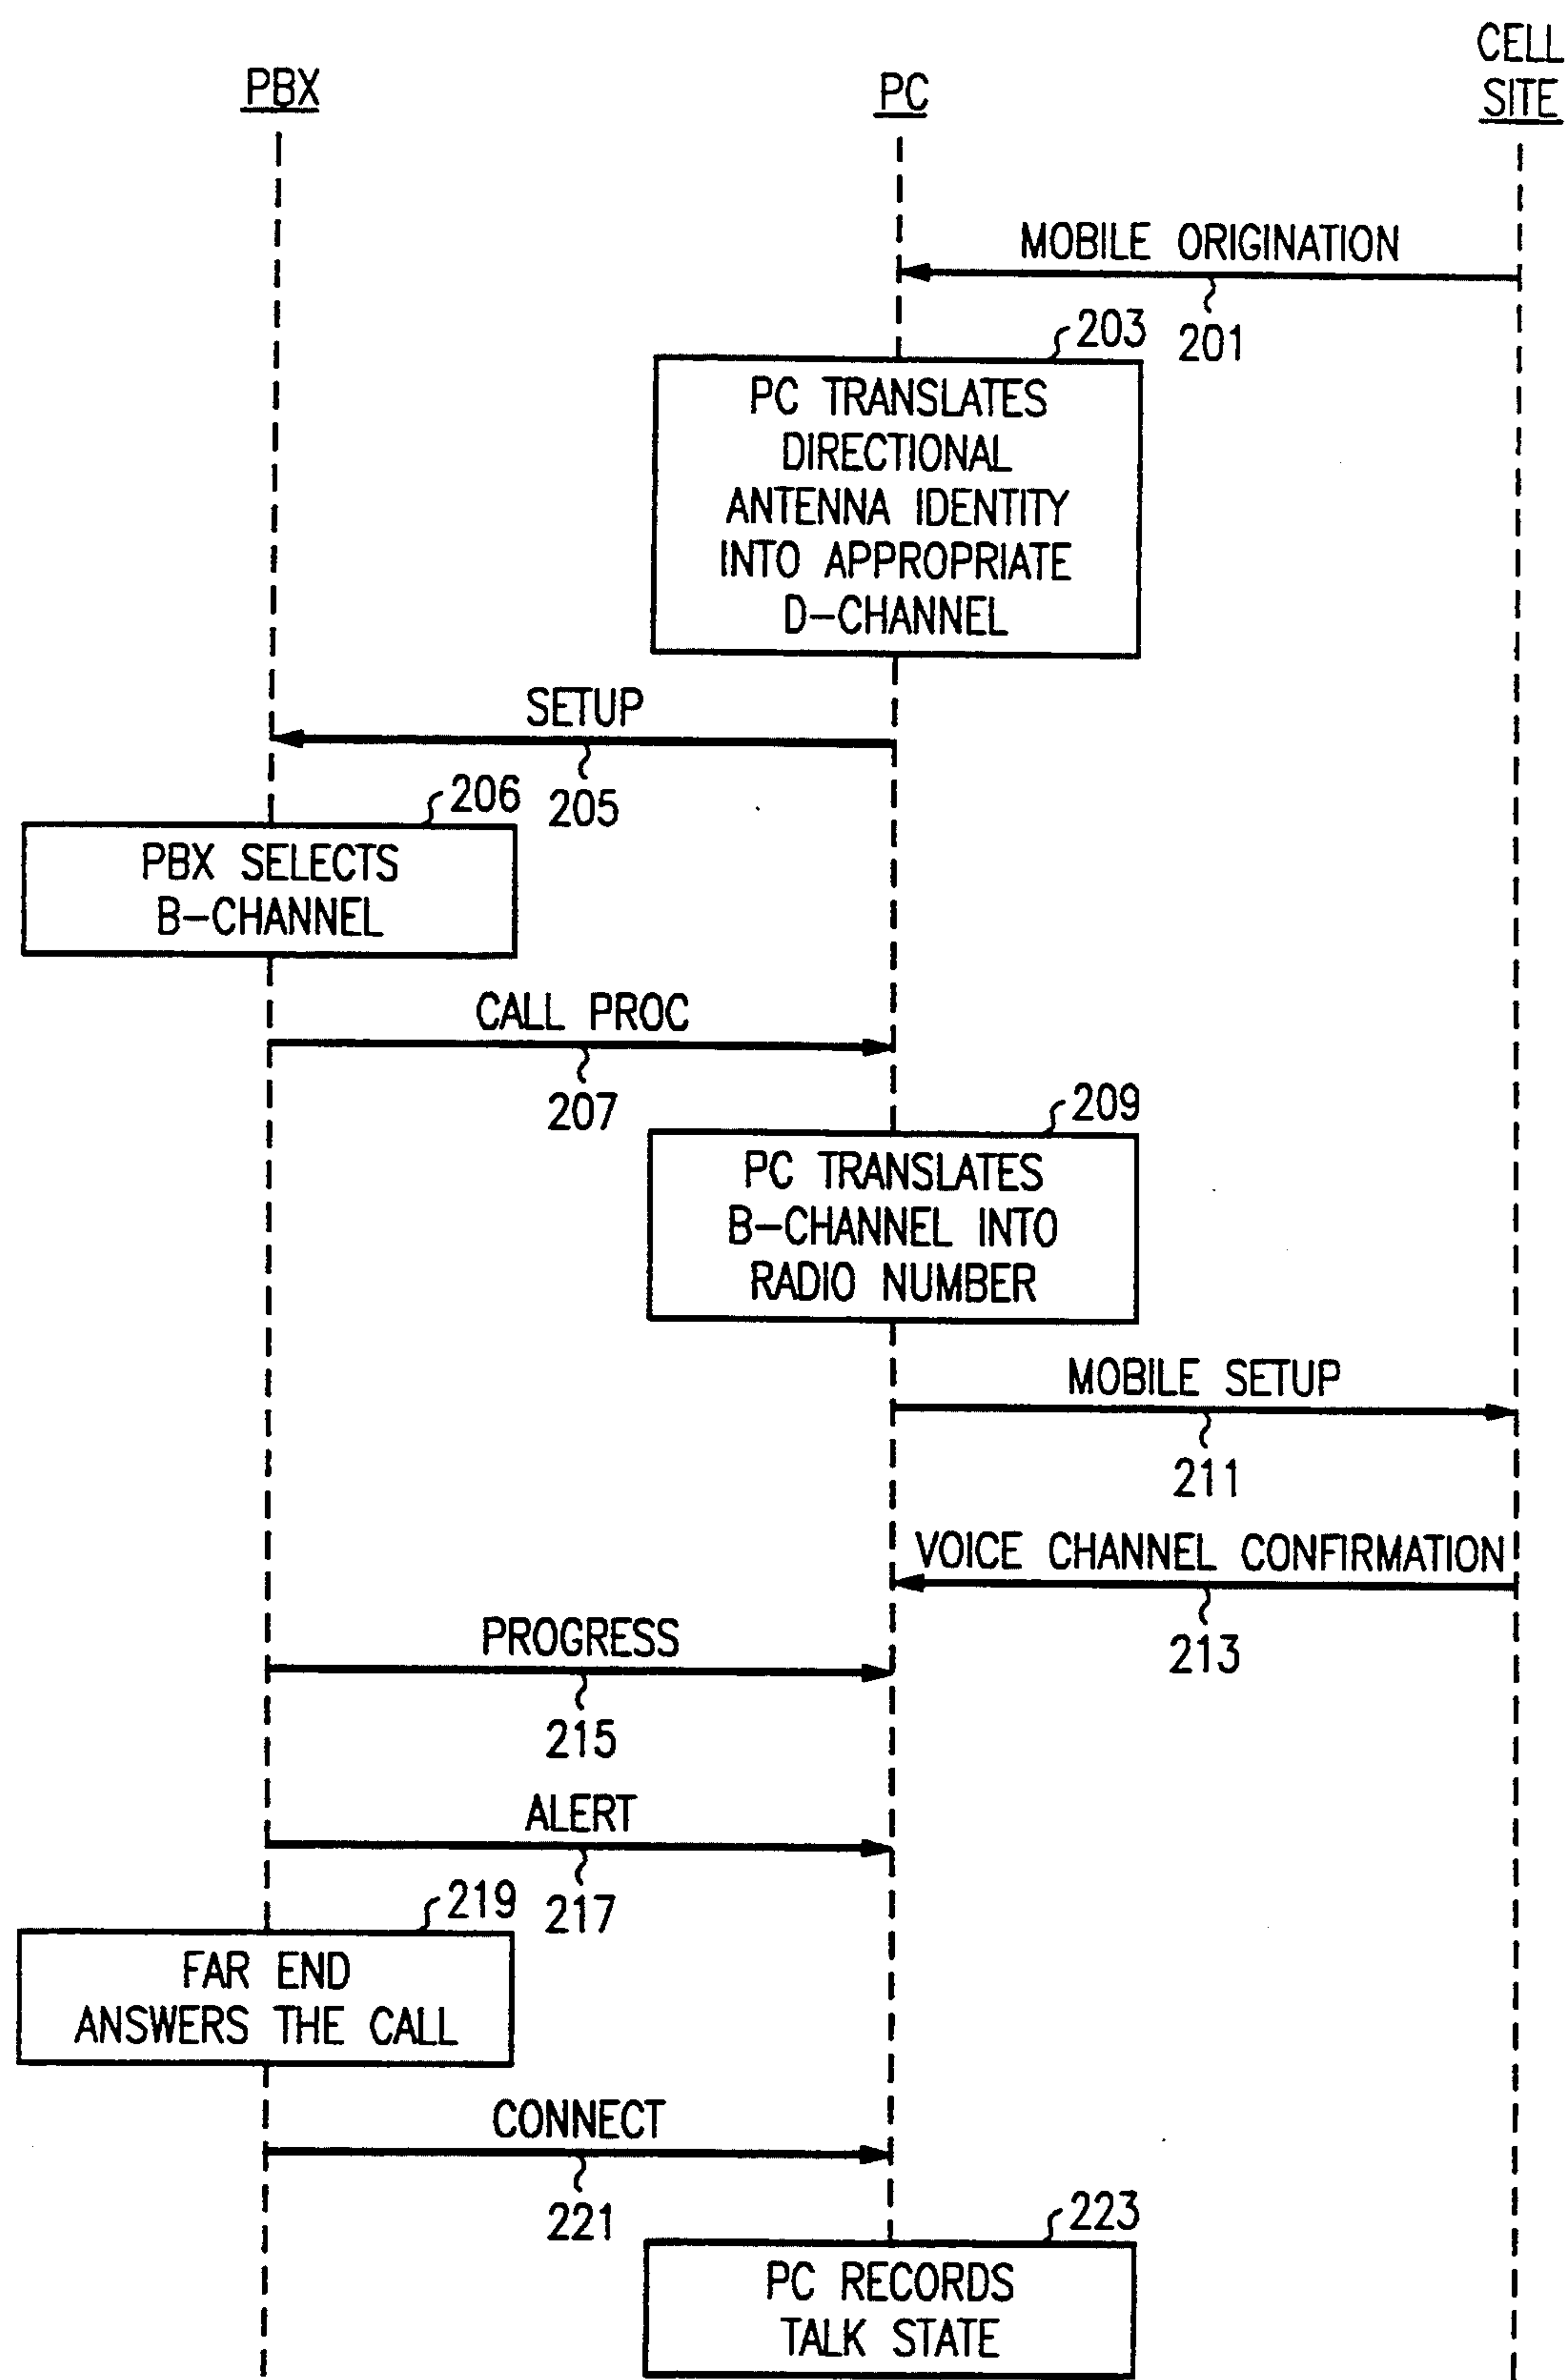 PBX
PC
CELL
SITE
MOBILE ORIGINATION
201
203
PC TRANSLATES
DIRECTIONAL
ANTENNA IDENTITY
INTO APPROPRIATE
D-CHANNEL
SETUP
205
206
PBX SELECTS
B-CHANNEL
CALL PROC
207
209
PC TRANSLATES
B-CHANNEL INTO
RADIO NUMBER
MOBILE SETUP
211
VOICE CHANNEL CONFIRMATION
213
PROGRESS
215
ALERT
217
219
FAR END
ANSWERS THE CALL
CONNECT
221
223
PC RECORDS
TALK STATE